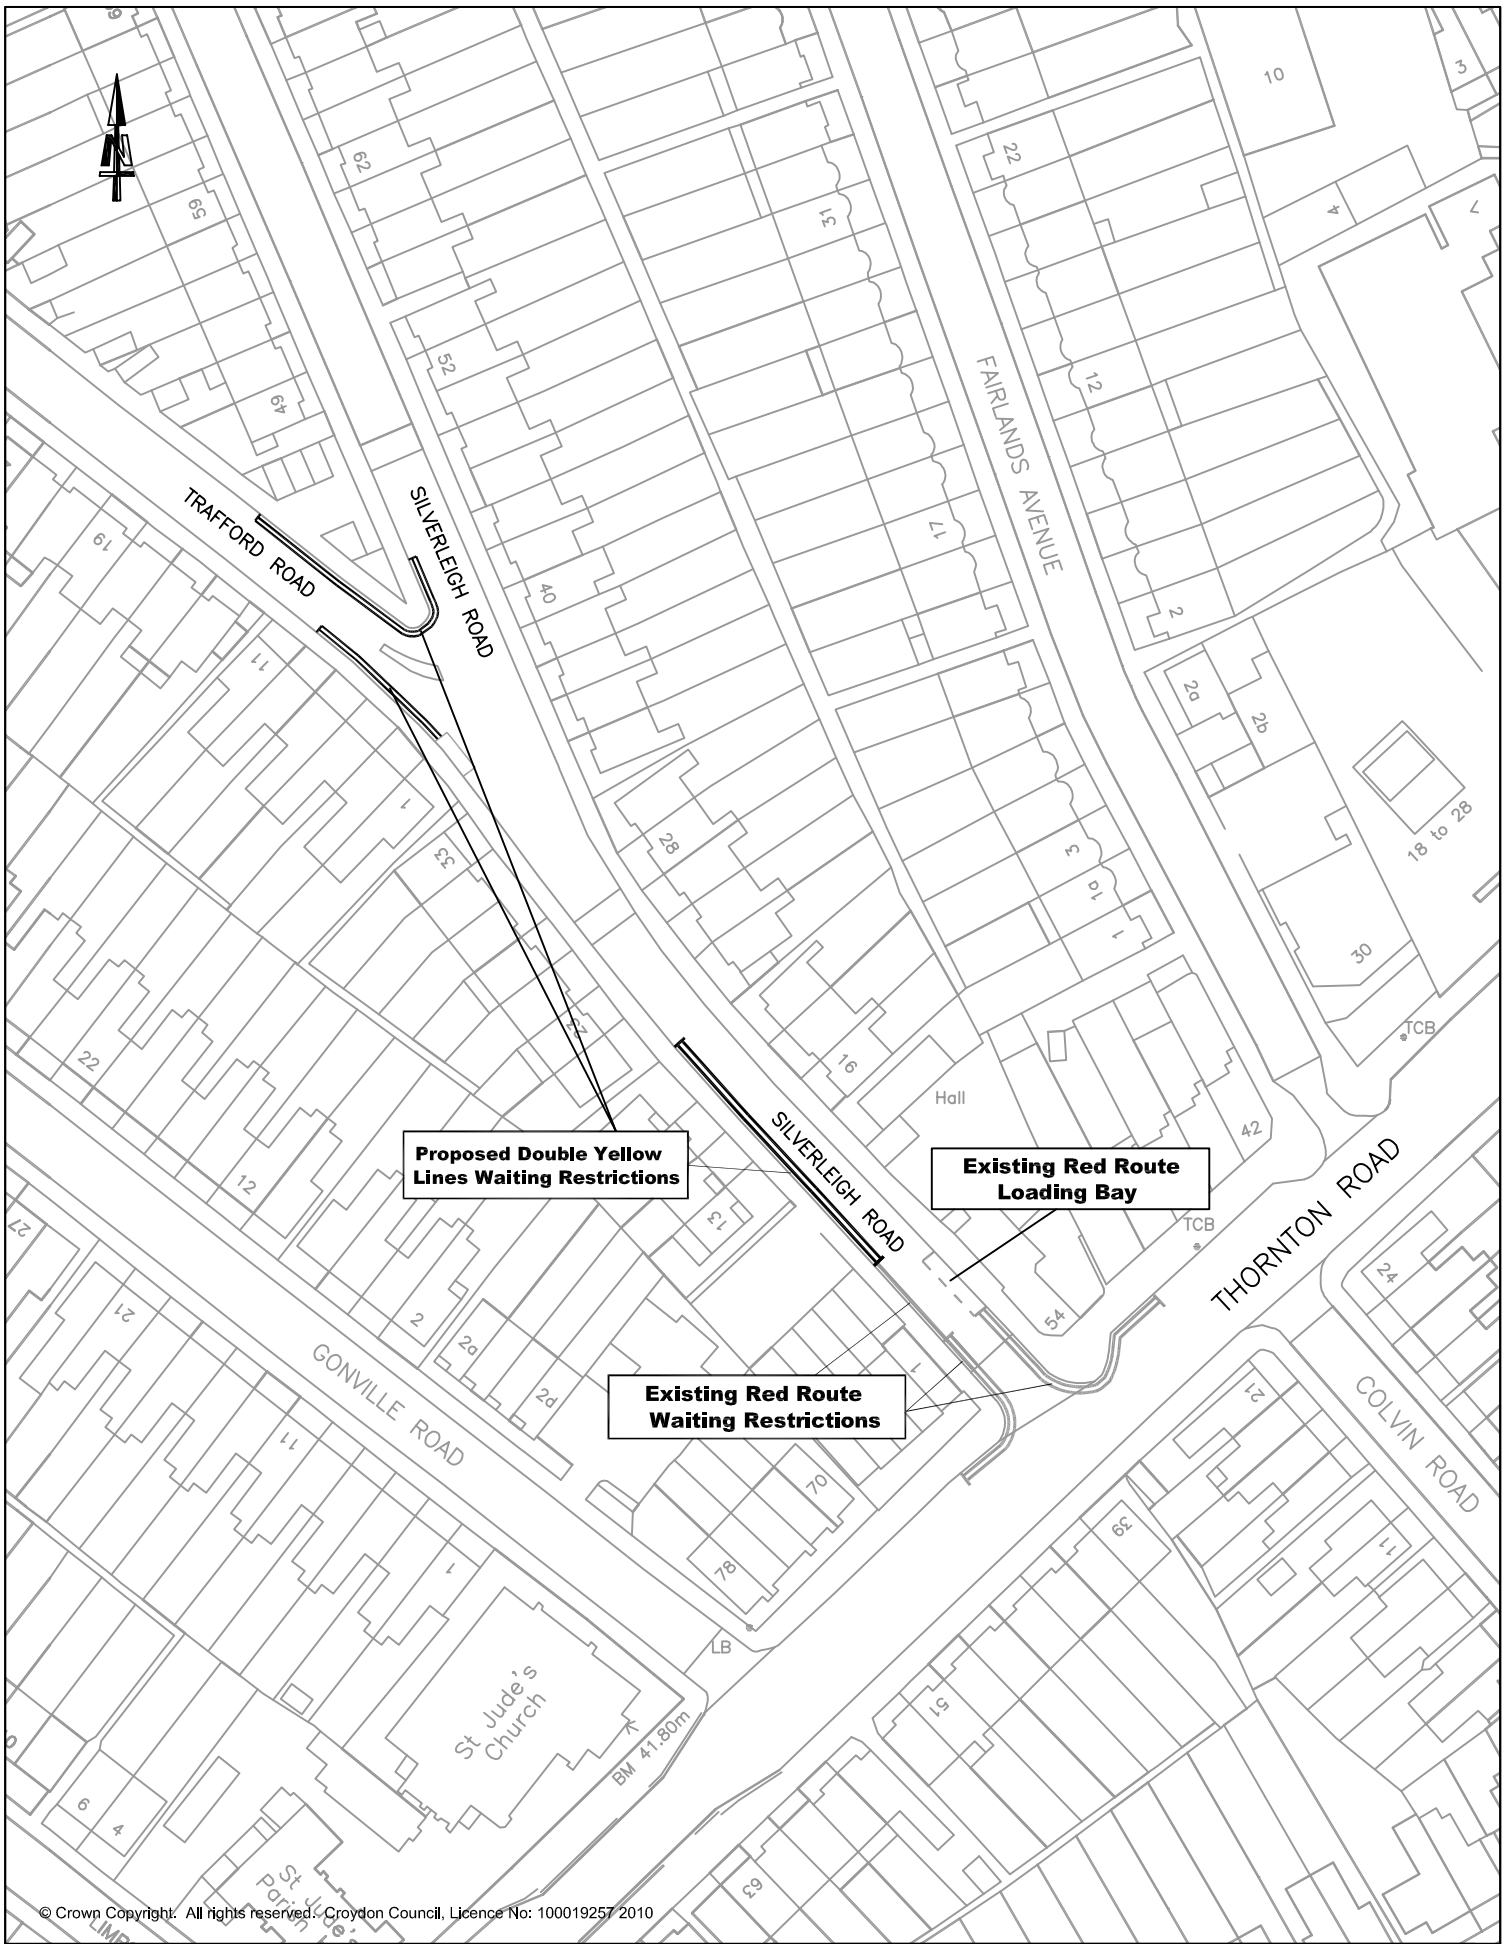 10
3
22
62
N
59
31
4
7
52
12
49
FAIRLANDS AVENUE
TRAFFORD ROAD
SILVERLEIGH ROAD
17
19
40
2
11
2a
2b
1
18 to 28
33
28
3
1a
1
30
22
TCB
22
16
Hall
42
Proposed Double Yellow
Lines Waiting Restrictions
SILVERLEIGH ROAD
Existing Red Route
Loading Bay
THORNTON ROAD
12
13
27
TCB
24
21
2
2a
54
GONVILLE ROAD
2d
1
Existing Red Route
Waiting Restrictions
21
COLVIN ROAD
11
70
39
11
78
1
LB
St Jude's
Church
51
BM 41.80m
6
4
63
St Jude's
Parish
© Crown Copyright. All rights reserved. Croydon Council, Licence No: 100019257 2010